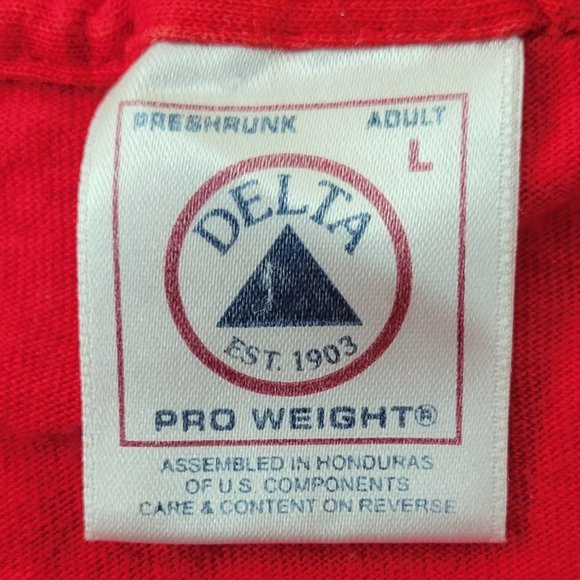 PRESHRUNK ADULT
L
DELTA
EST. 1903
PRO WEIGHT®
ASSEMBLED IN HONDURAS
OF U.S. COMPONENTS
CARE & CONTENT ON REVERSE